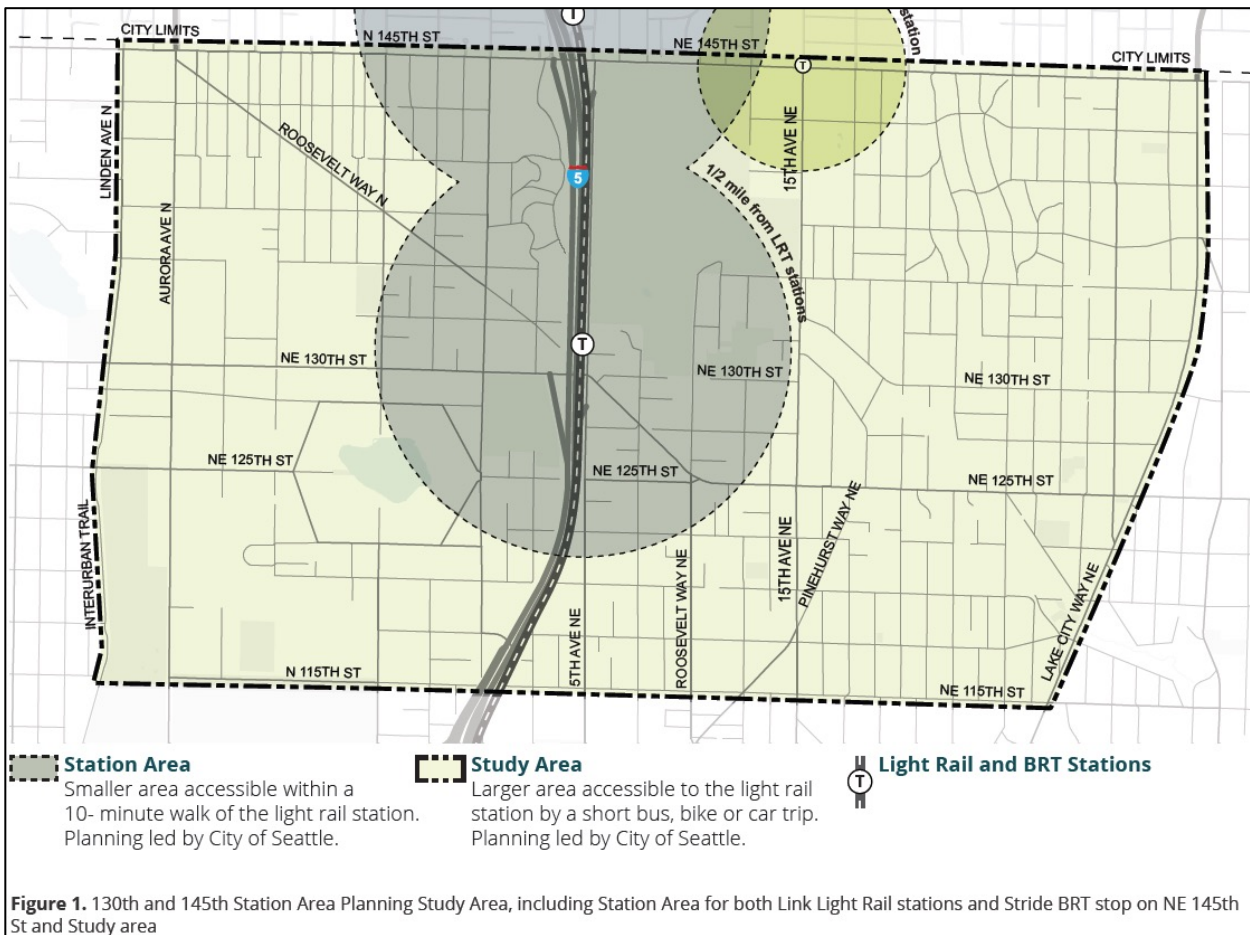 T
station
CITY LIMITS
N 145TH ST
NE 145TH ST
CITY LIMITS
T
LINDEN AVE N
ROOSEVELT WAY N
5
15TH AVE NE
1/2 mile from LRT stations
AURORA AVE N
T
NE 130TH ST
NE 130TH ST
NE 130TH ST
NE 125TH ST
NE 125TH ST
NE 125TH ST
INTERURBAN TRAIL
15TH AVE NE
PINEHURST WAY NE
5TH AVE NE
ROOSEVELT WAY NE
LAKE CITY WAY NE
N 115TH ST
NE 115TH ST
Station Area
Smaller area accessible within a
10- minute walk of the light rail station.
Planning led by City of Seattle.
Study Area
Larger area accessible to the light rail
station by a short bus, bike or car trip.
Planning led by City of Seattle.
T
Light Rail and BRT Stations
Figure 1. 130th and 145th Station Area Planning Study Area, including Station Area for both Link Light Rail stations and Stride BRT stop on NE 145th
St and Study area